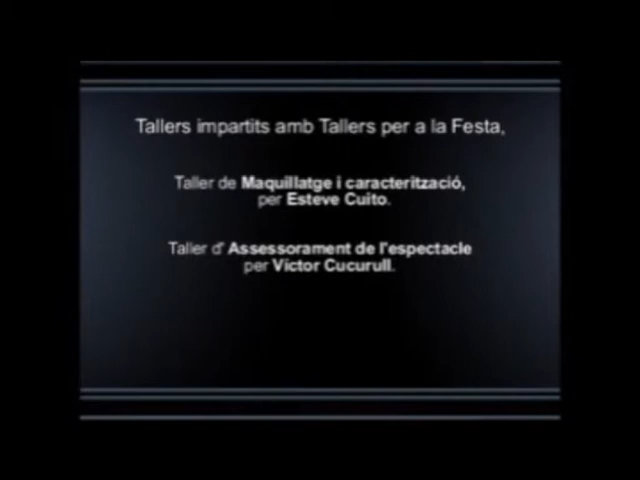 Tallers impartits amb Tallers per a la Festa,
Taller de Maquillatge i caracterització,
per Esteve Cuito.
Taller d' Assessorament de l'espectacle
per Víctor Cucurull.